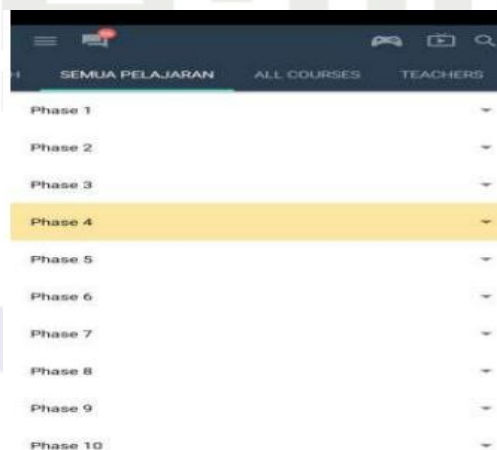 H SEMUA PELAJARAN ALL COURSES TEACHERS
Phase 1
Phase 2
Phase 3
Phase 4
Phase 5
Phase 6
Phase 7
Phase 8
Phase 9
Phase 10